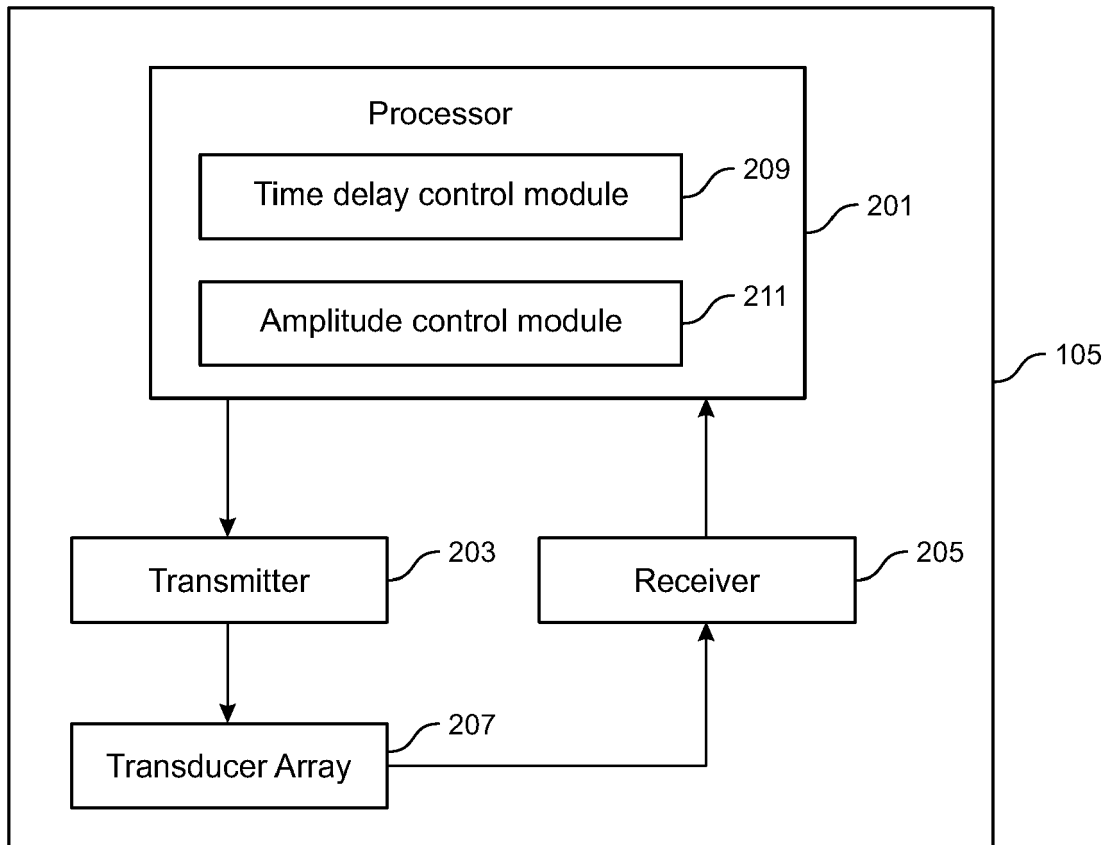 Processor
Time delay control module
209
201
Amplitude control module
211
105
Transmitter
203
Receiver
205
Transducer Array
207